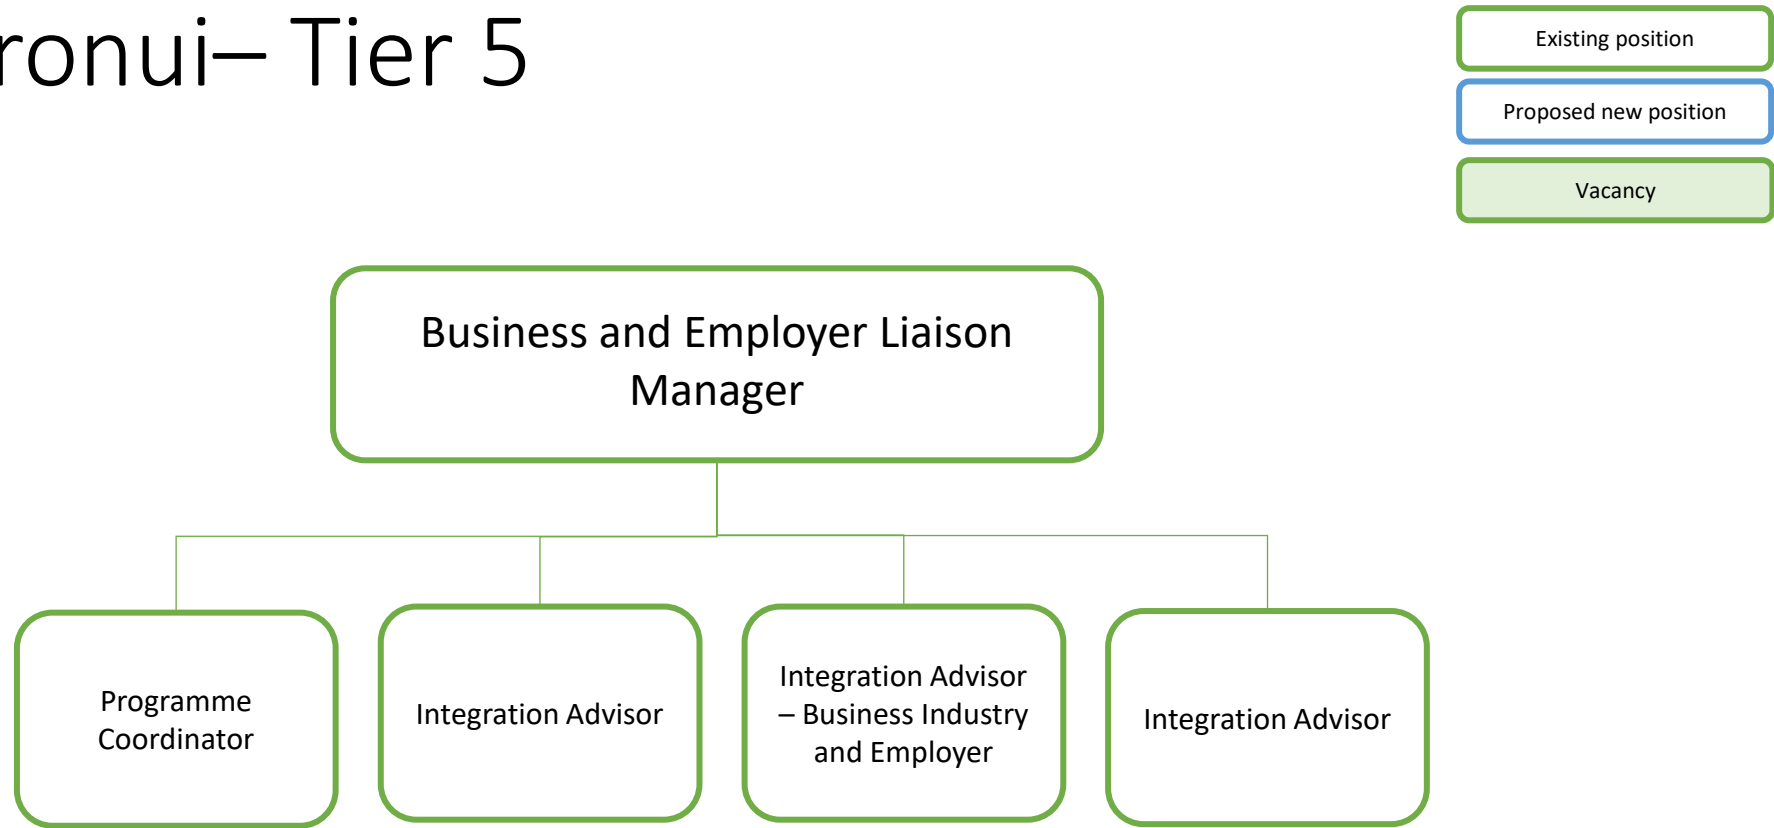 ronui– Tier 5
Existing position
Proposed new position
Vacancy
Business and Employer Liaison
Manager
Programme
Coordinator
Integration Advisor
Integration Advisor
– Business Industry
and Employer
Integration Advisor